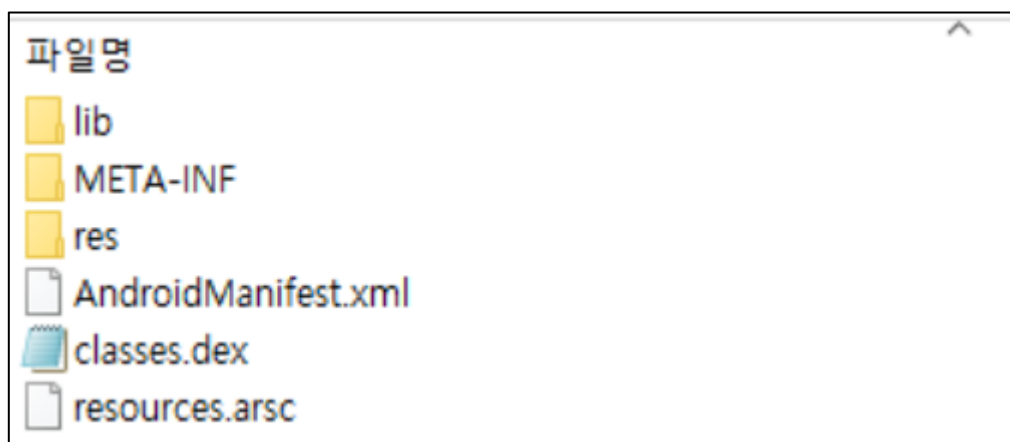 파일명
lib
META-INF
res
AndroidManifest.xml
classes.dex
resources.arsc